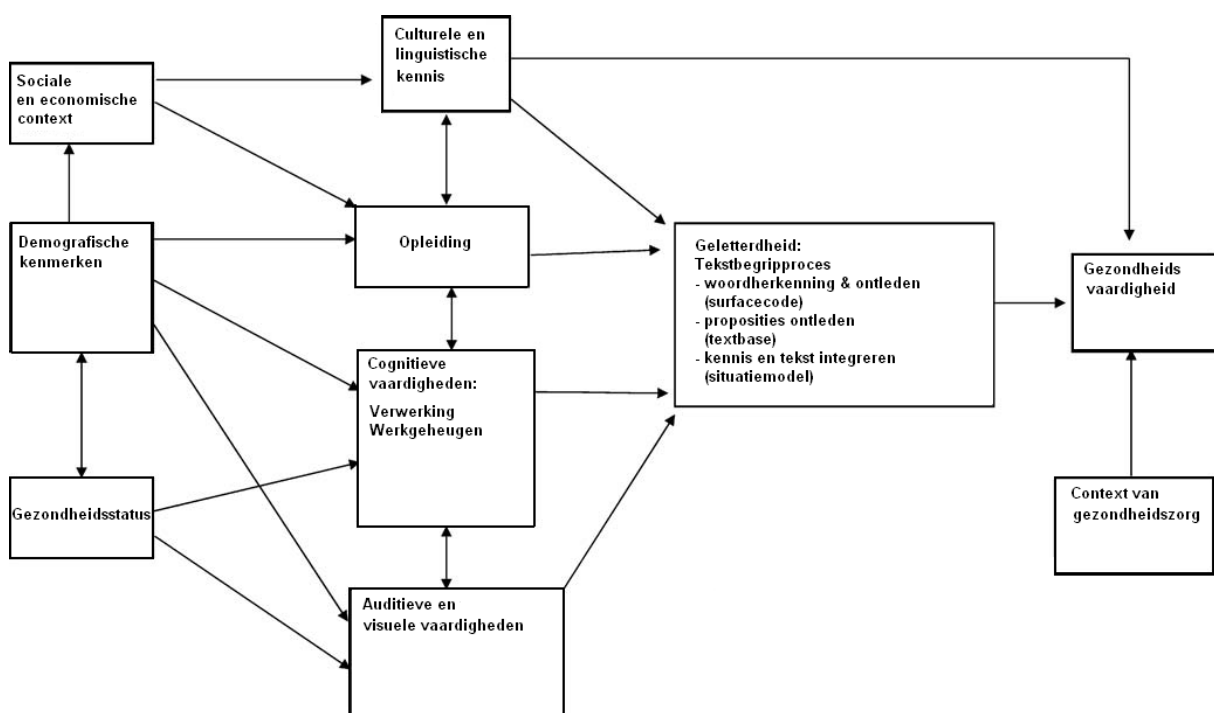 Culturele en
linguistische
kennis
Sociale
en economische
context
Demografische
kenmerken
Opleiding
Geletterdheid:
Tekstbegripproces
- woordherkenning & ontleden
(surfacecode)
- proposities ontleden
(textbase)
- kennis en tekst integreren
(situatiemodel)
Gezondheids
vaardigheid
Cognitieve
vaardigheden:
Verwerking
Werkgeheugen
Gezondheidsstatus
Context van
gezondheidszorg
Auditieve en
visuele vaardigheden